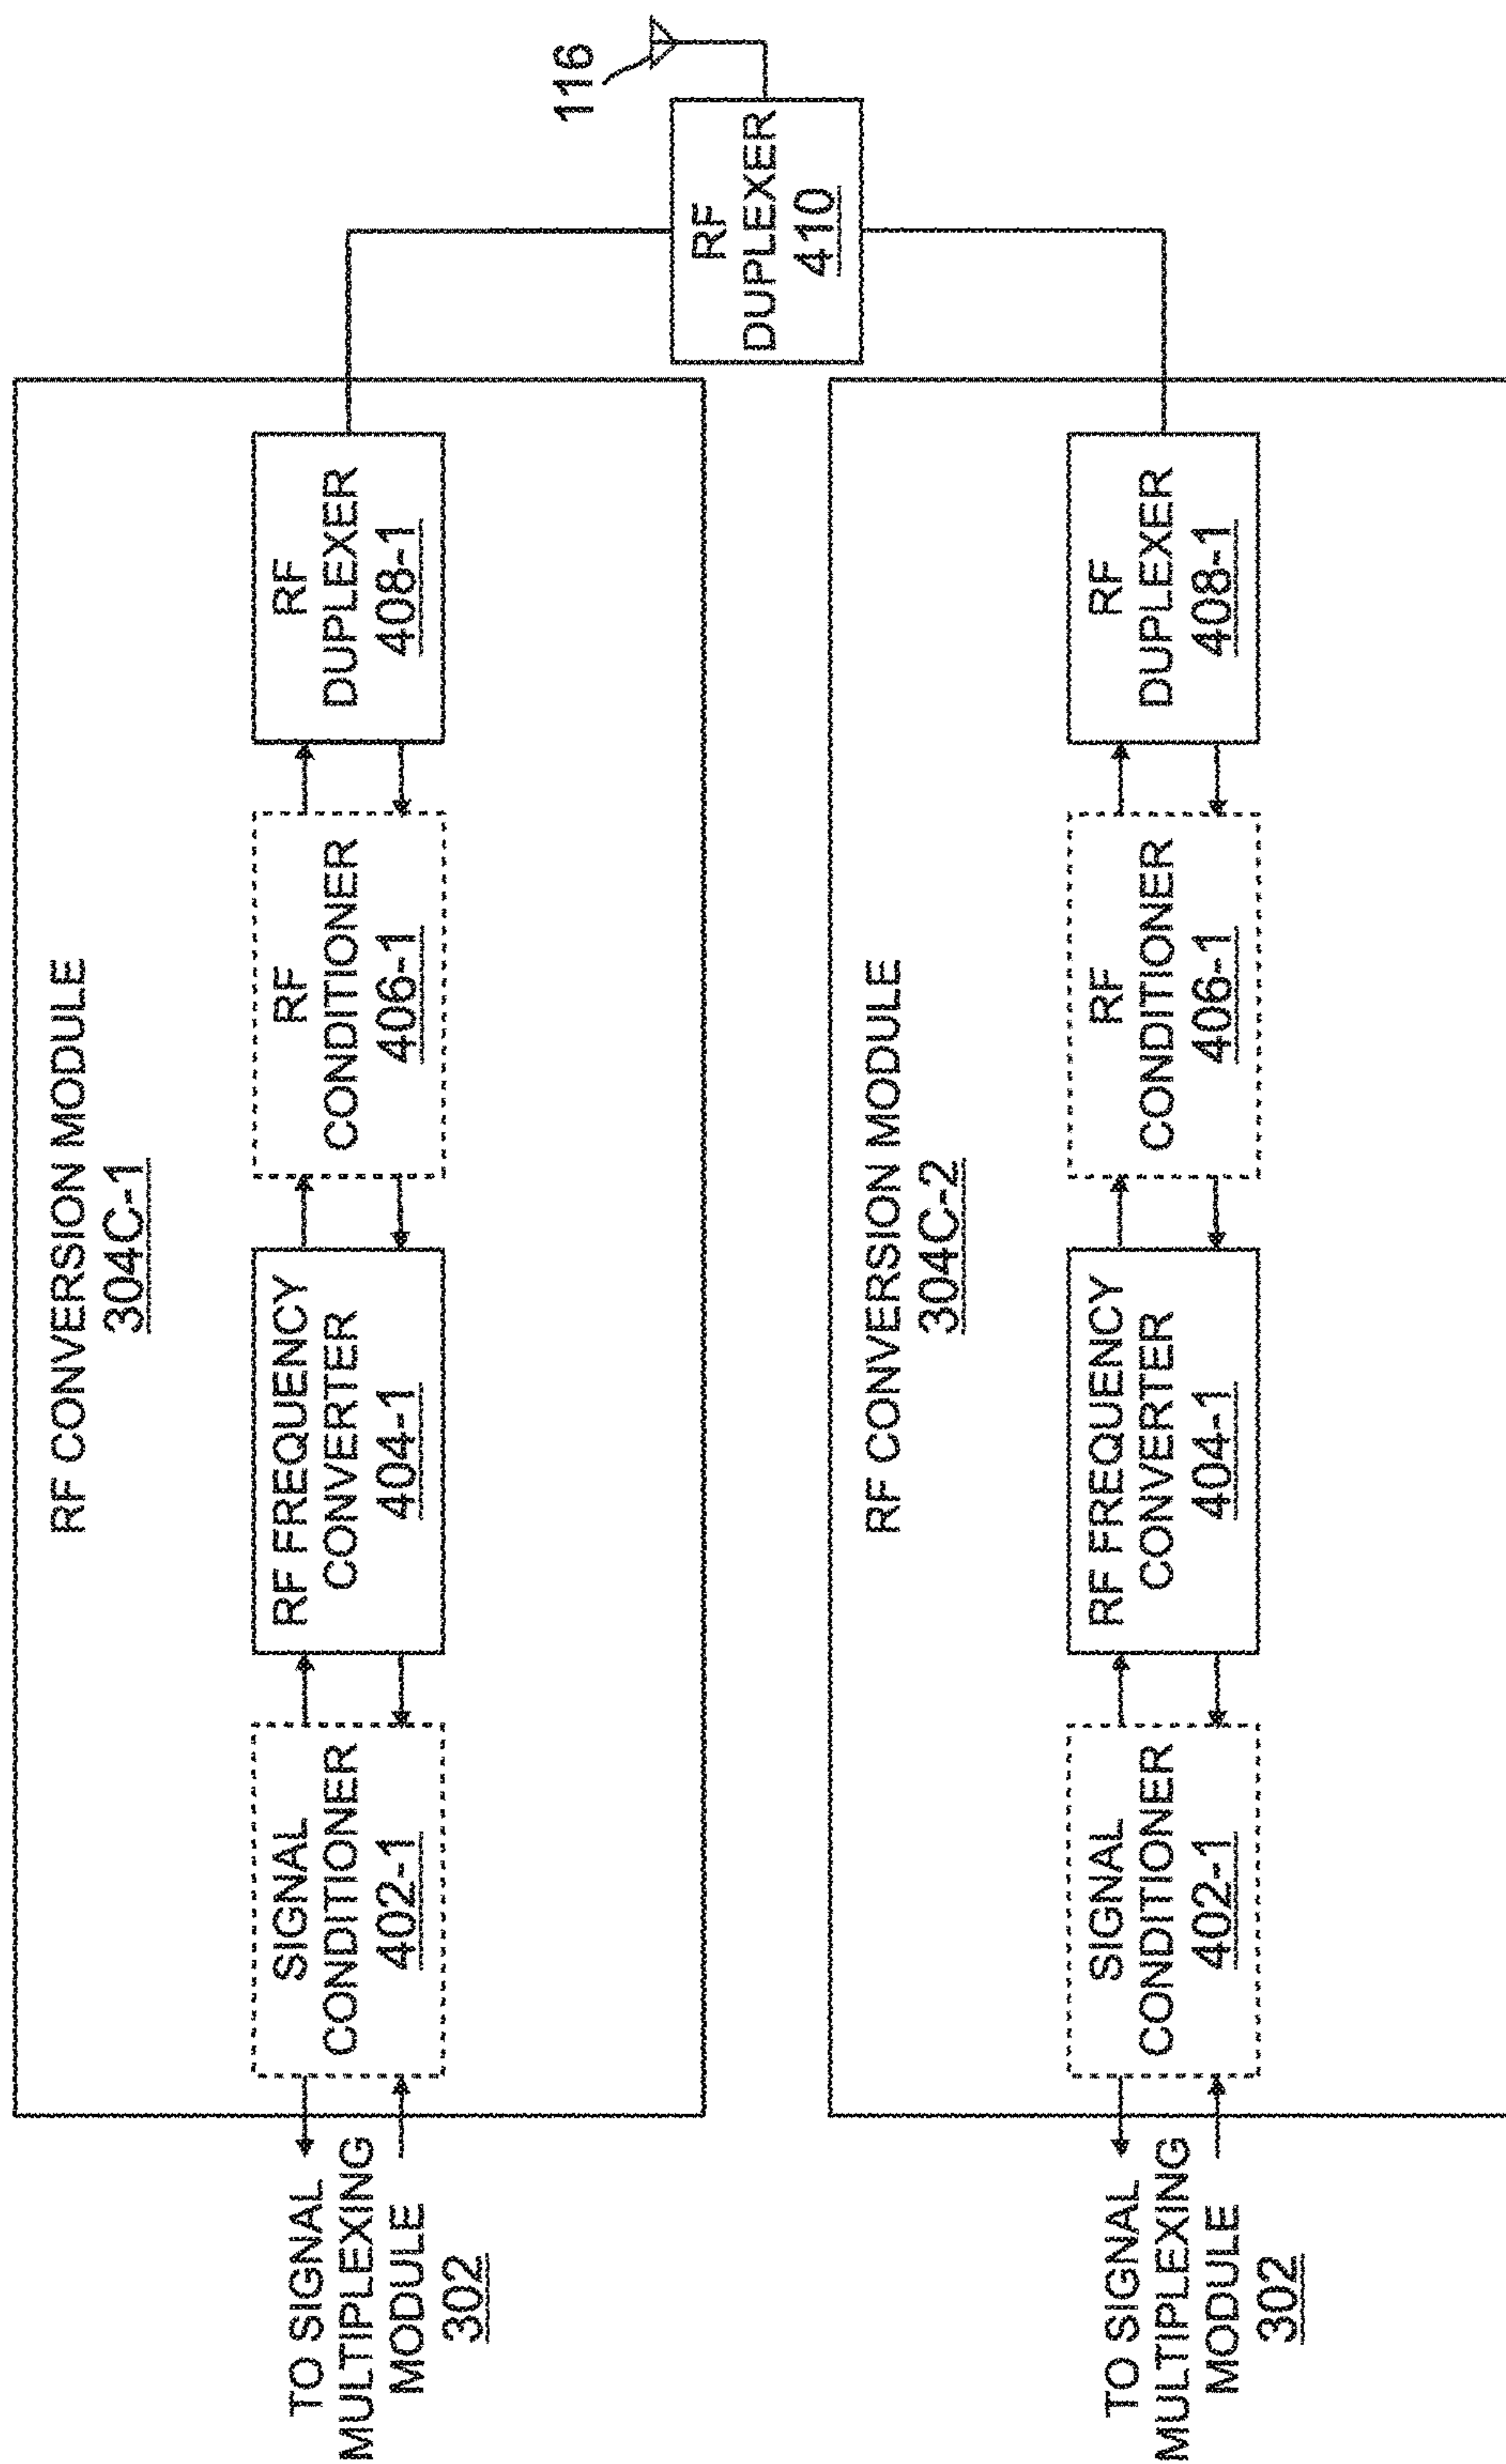 RF CONVERSION MODULE
304C-1
TO SIGNAL
MULTIPLEXING
MODULE
302
SIGNAL
CONDITIONER
402-1
RF FREQUENCY
CONVERTER
404-1
RF
CONDITIONER
406-1
RF
DUPLEXER
408-1
116
RF
DUPLEXER
410
RF CONVERSION MODULE
304C-2
TO SIGNAL
MULTIPLEXING
MODULE
302
SIGNAL
CONDITIONER
402-1
RF FREQUENCY
CONVERTER
404-1
RF
CONDITIONER
406-1
RF
DUPLEXER
408-1